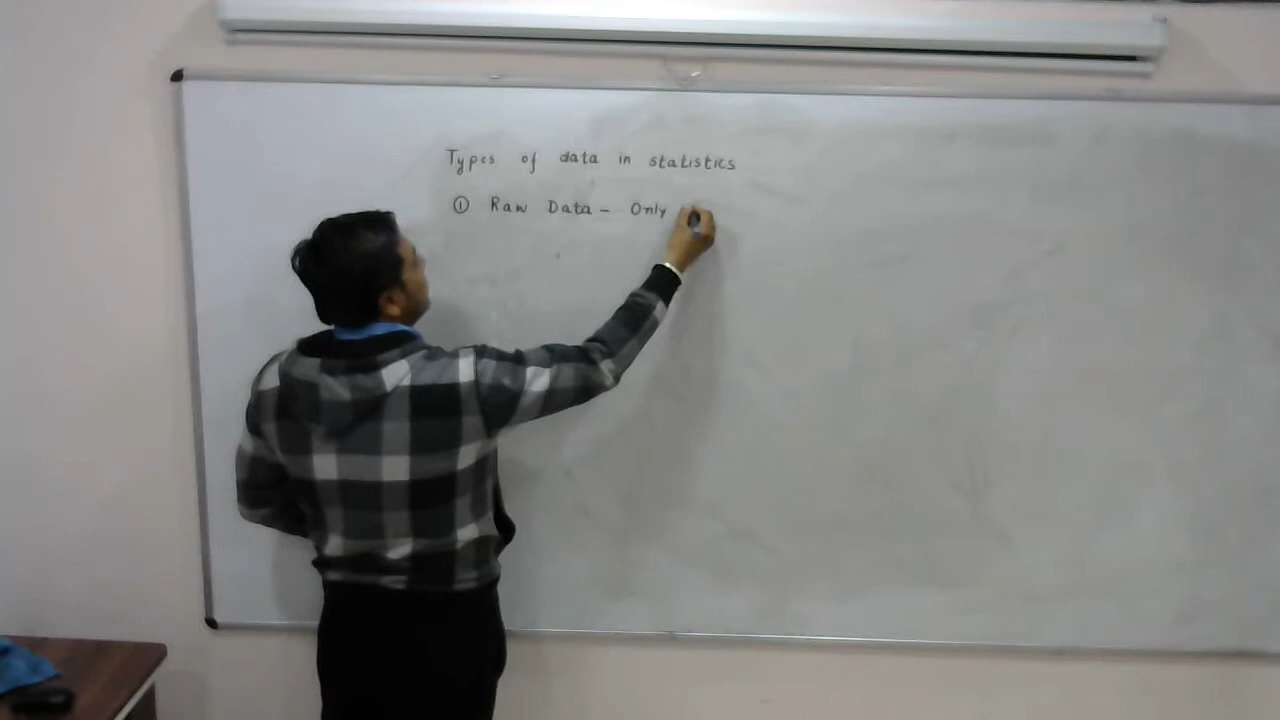 Types of data in statistics
① Raw Data - Only